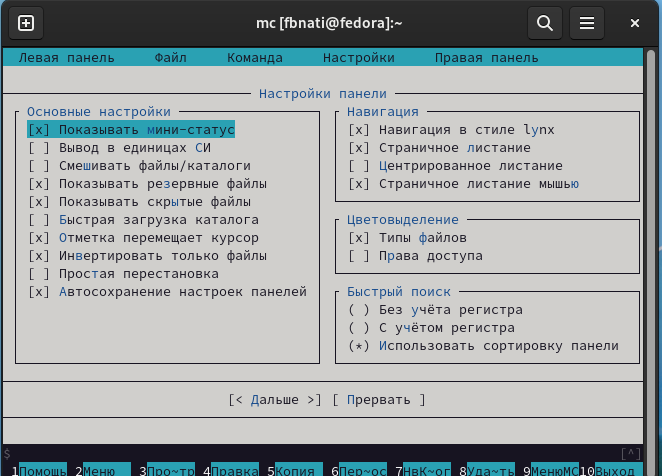 mc [fbnati@fedora]:~
Левая панель Файл Команда Настройки Правая панель
Настройки панели
Основные настройки
[x] Показывать мини-статус
[ ] Вывод в единицах СИ
[ ] Смешивать файлы/каталоги
[x] Показывать резервные файлы
[x] Показывать скрытые файлы
[ ] Быстрая загрузка каталога
[x] Отметка перемещает курсор
[x] Инвертировать только файлы
[ ] Простая перестановка
[x] Автосохранение настроек панелей
Навигация
[x] Навигация в стиле lynx
[x] Страничное листание
[ ] Центрированное листание
[x] Страничное листание мышью
Цветовыделение
[x] Типы файлов
[ ] Права доступа
Быстрый поиск
( ) Без учёта регистра
( ) С учётом регистра
(*) Использовать сортировку панели
[< Дальше >] [ Прервать ]
$ [^]
1Помощь 2Меню 3Про~тр 4Правка 5Копия 6Пер~ос 7НвК~ог 8Уда~ть 9МенюМС 10Выход